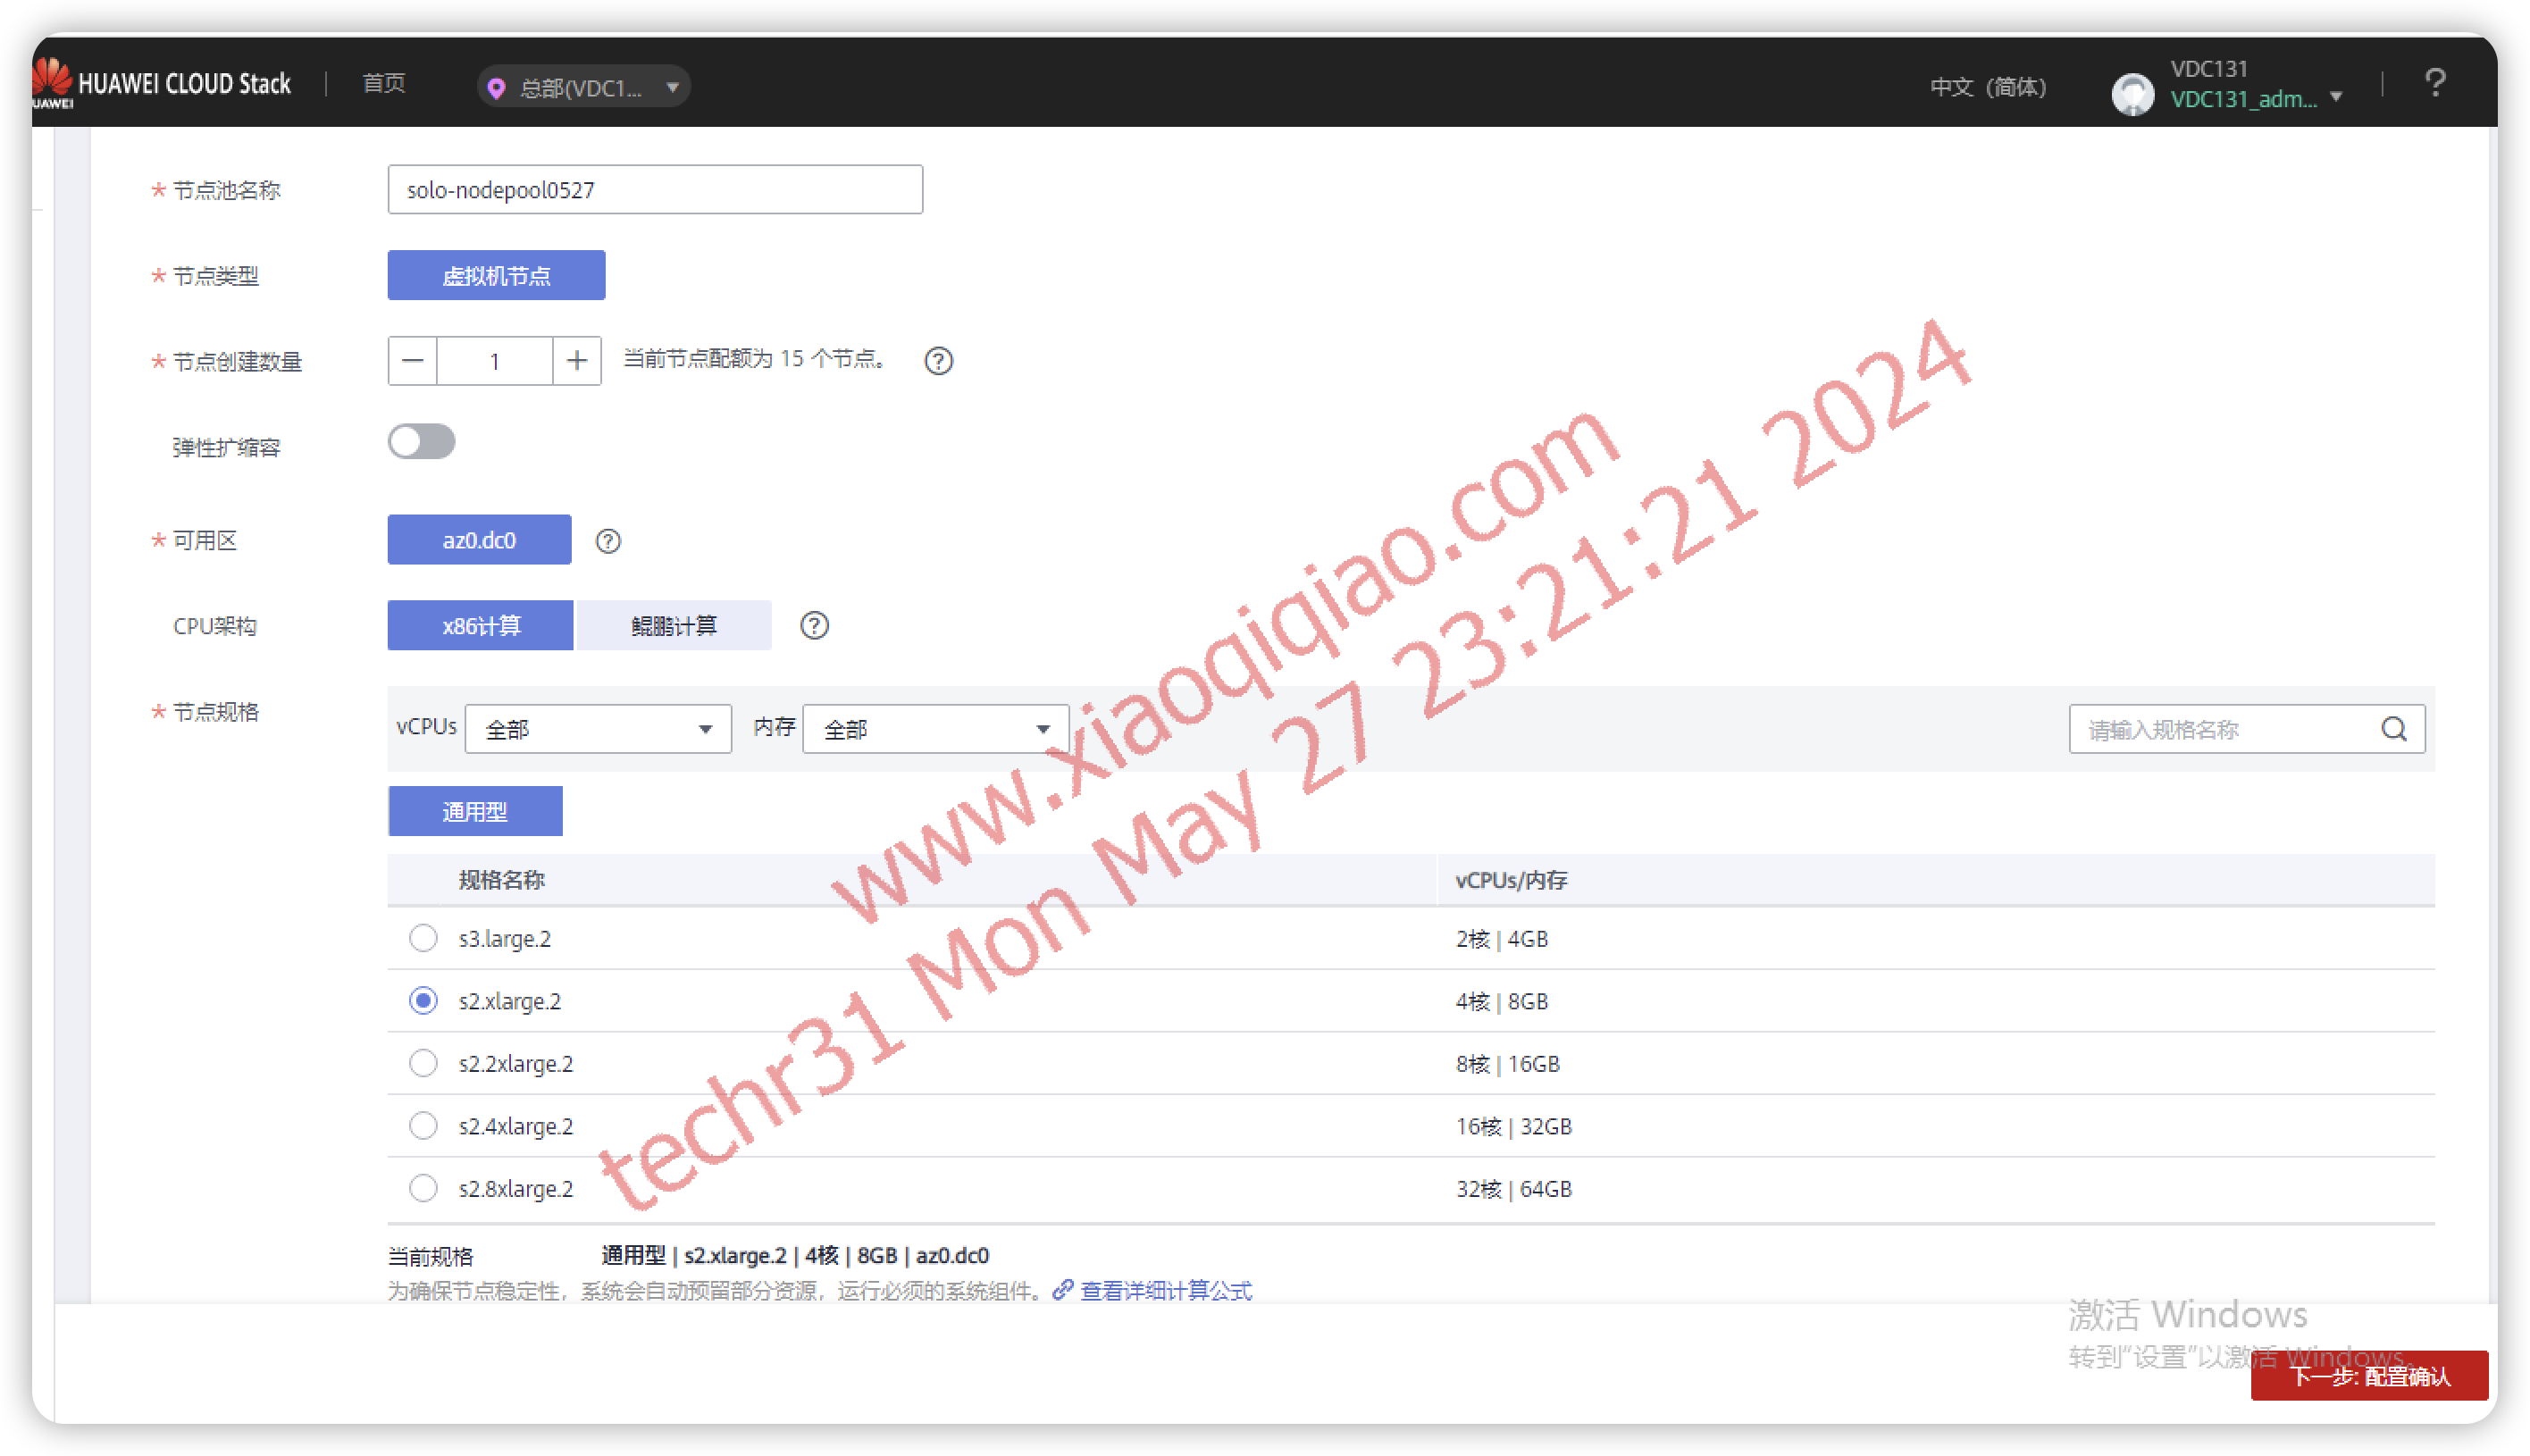 HUAWEI
HUAWEI CLOUD Stack
首页
总部(VDC1...
中文 (简体)
VDC131
VDC131_adm...
* 节点池名称
solo-nodepool0527
* 节点类型
虚拟机节点
* 节点创建数量
1
当前节点配额为 15 个节点。
弹性扩缩容
* 可用区
az0.dc0
CPU架构
x86计算
鲲鹏计算
* 节点规格
vCPUs 全部
内存 全部
请输入规格名称
通用型
规格名称 vCPUs/内存
s3.large.2 2核 | 4GB
s2.xlarge.2 4核 | 8GB
s2.2xlarge.2 8核 | 16GB
s2.4xlarge.2 16核 | 32GB
s2.8xlarge.2 32核 | 64GB
当前规格 通用型 | s2.xlarge.2 | 4核 | 8GB | az0.dc0
为确保节点稳定性，系统会自动预留部分资源，运行必须的系统组件。 查看详细计算公式
激活 Windows
转到"设置"以激活 Windows。
下一步: 配置确认
www.xiaoqiqiao.com
techr31 Mon May 27 23:21:21 2024